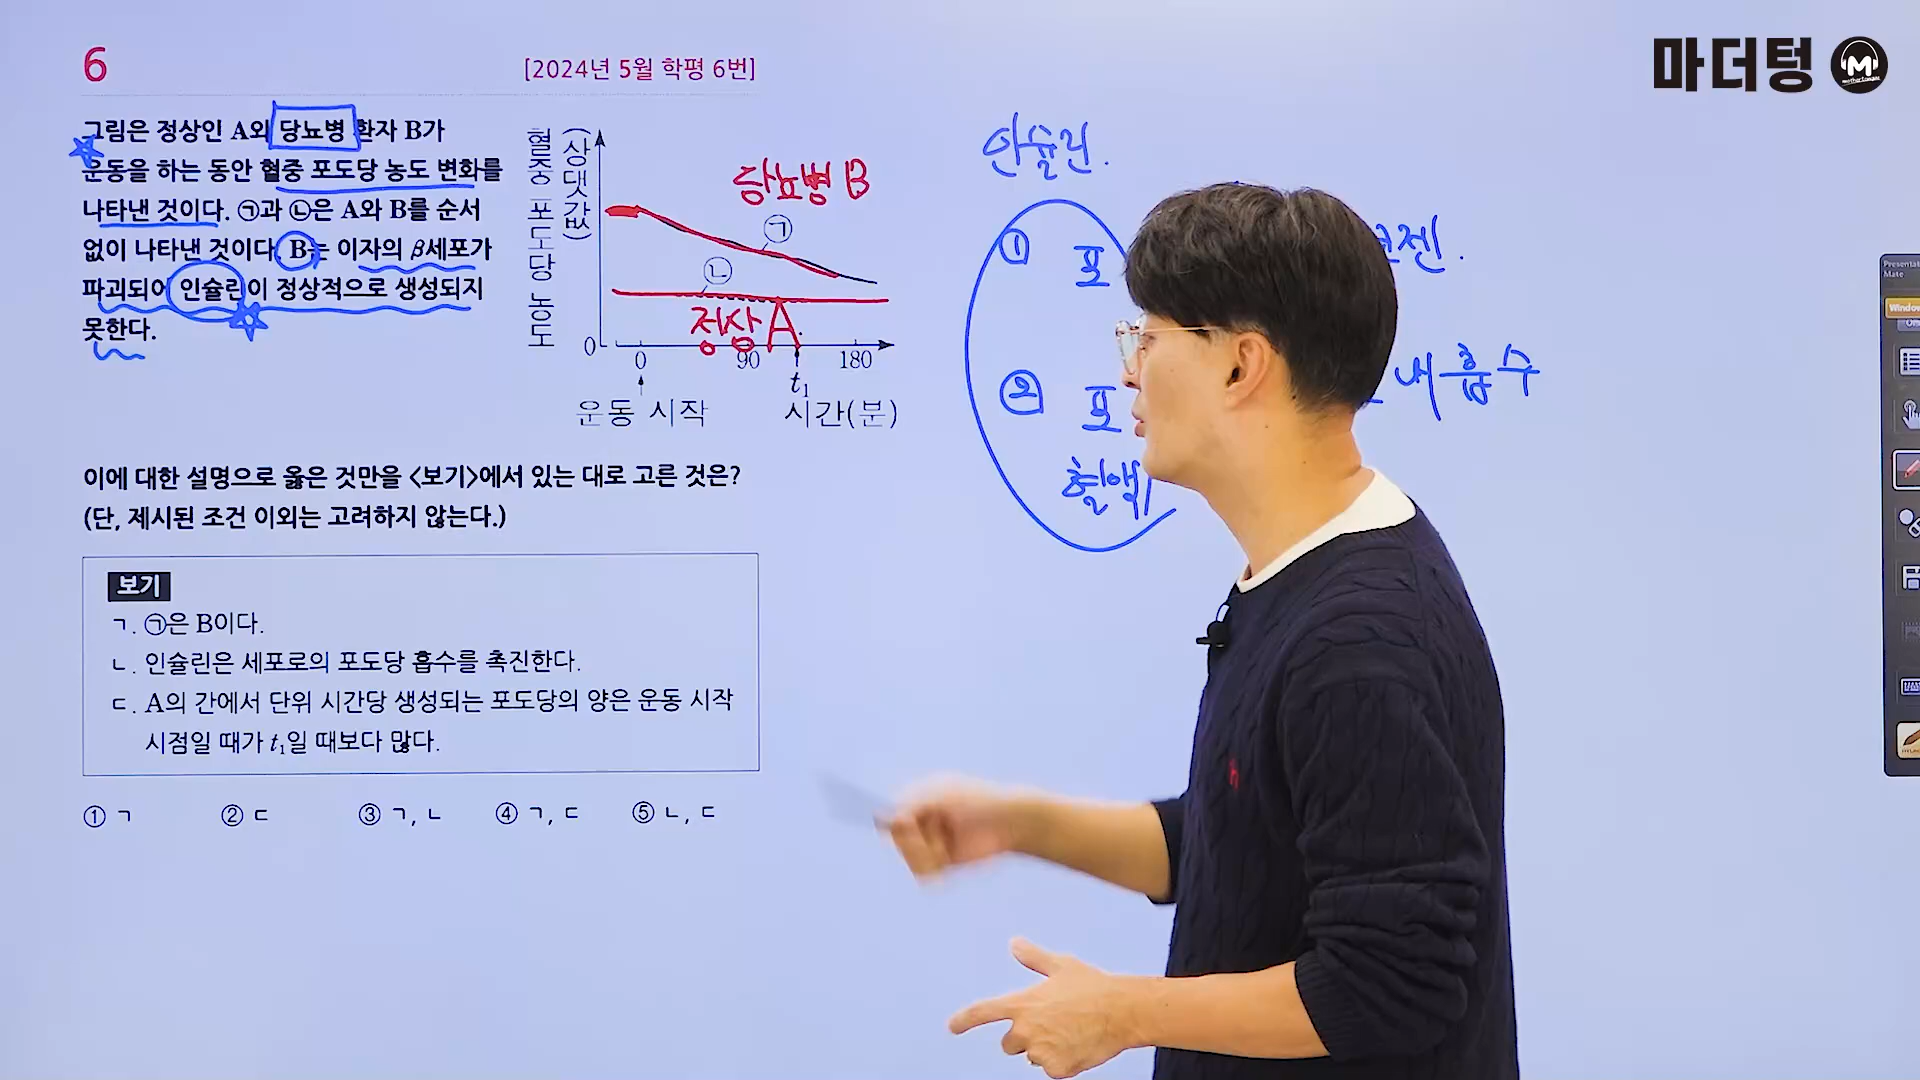 마더텅
6
[2024년 5월 학평 6번]
그림은 정상인 A와 당뇨병 환자 B가
운동을 하는 동안 혈중 포도당 농도 변화를
나타낸 것이다. ㉠과 ㉡은 A와 B를 순서
없이 나타낸 것이다. B는 이자의 β세포가
파괴되어 인슐린이 정상적으로 생성되지
못한다.
혈중 포도당 농도
(상댓값)
당뇨병 B
㉠
㉡
정상 A
0
0
90
180
t₁
운동 시작
시간(분)
인슐린.
① 포
젠.
② 포
내 흡수
혈액
이에 대한 설명으로 옳은 것만을 <보기>에서 있는 대로 고른 것은?
(단, 제시된 조건 이외는 고려하지 않는다.)
보기
ㄱ. ㉠은 B이다.
ㄴ. 인슐린은 세포로의 포도당 흡수를 촉진한다.
ㄷ. A의 간에서 단위 시간당 생성되는 포도당의 양은 운동 시작
시점일 때가 t₁일 때보다 많다.
① ㄱ ② ㄷ ③ ㄱ, ㄴ ④ ㄱ, ㄷ ⑤ ㄴ, ㄷ